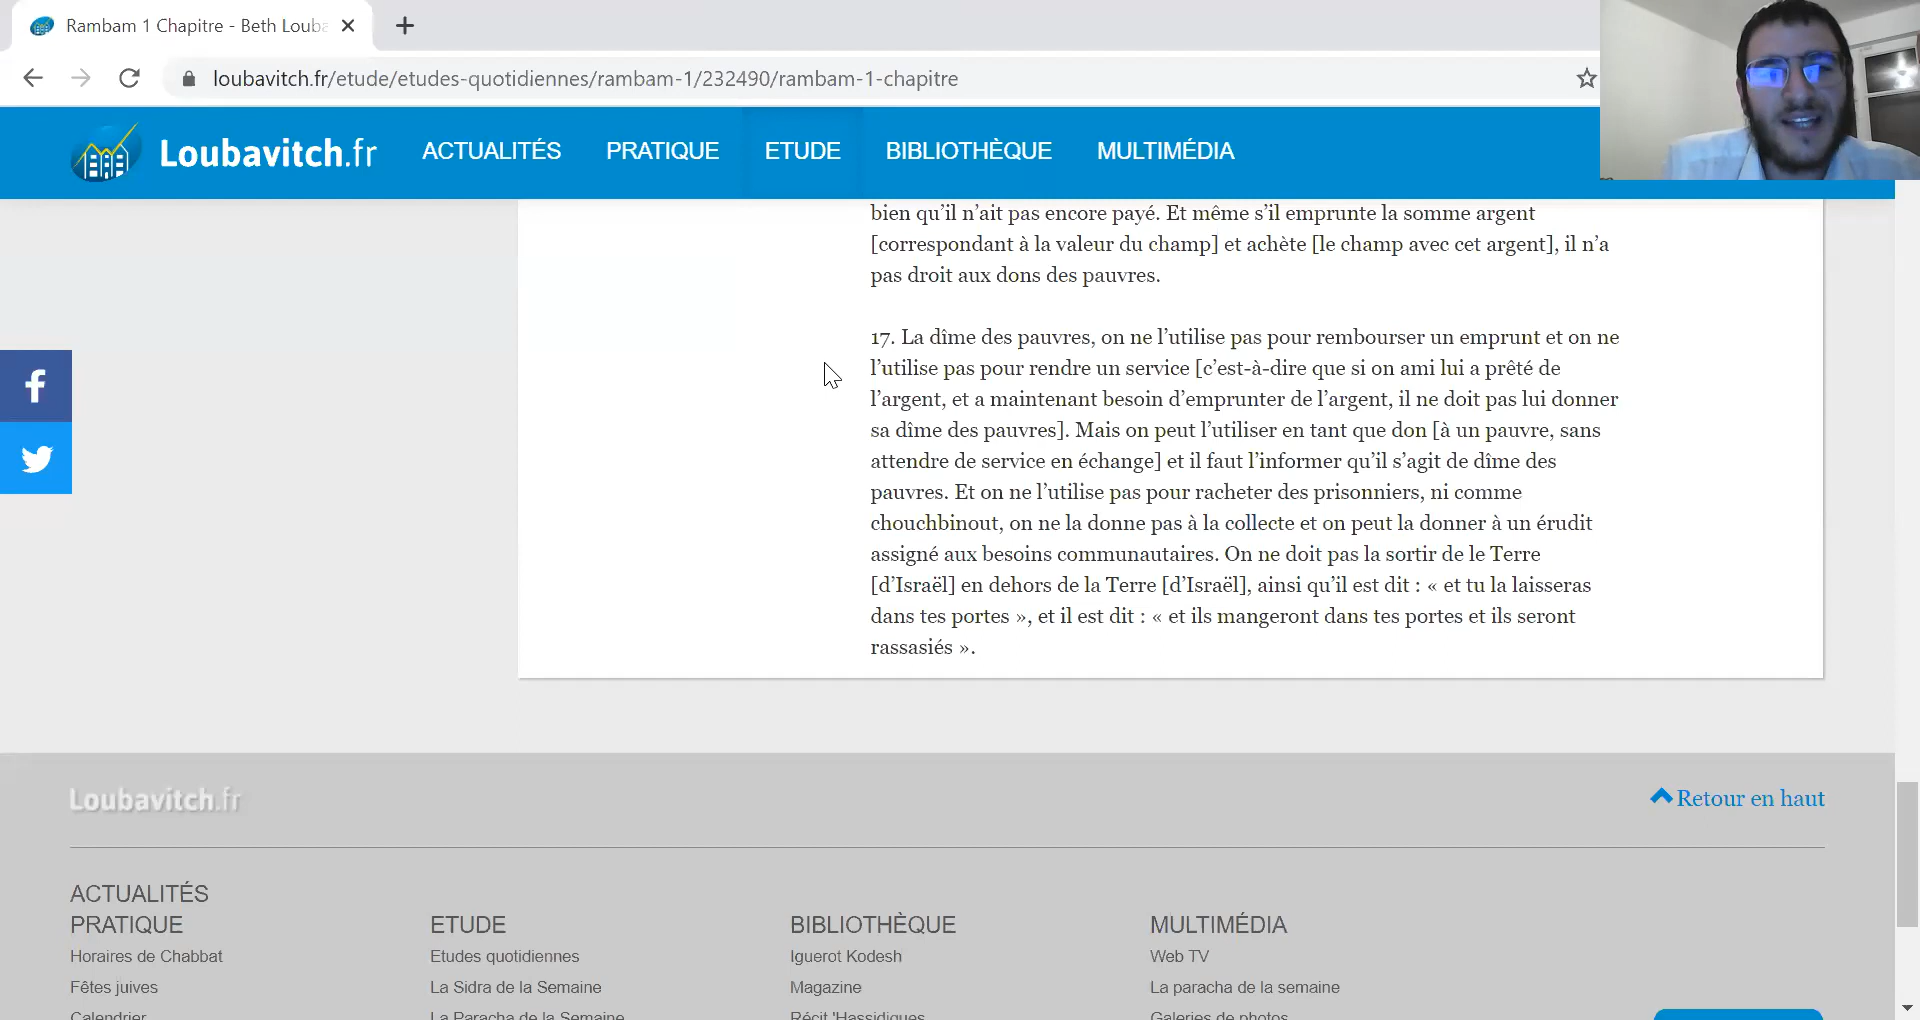 Rambam 1 Chapitre - Beth Louba
loubavitch.fr/etude/etudes-quotidiennes/rambam-1/232490/rambam-1-chapitre
Loubavitch.fr
ACTUALITÉS PRATIQUE ETUDE BIBLIOTHÈQUE MULTIMÉDIA
bien qu’il n’ait pas encore payé. Et même s’il emprunte la somme argent
[correspondant à la valeur du champ] et achète [le champ avec cet argent], il n’a
pas droit aux dons des pauvres.
17. La dîme des pauvres, on ne l’utilise pas pour rembourser un emprunt et on ne
l’utilise pas pour rendre un service [c’est-à-dire que si on ami lui a prêté de
l’argent, et a maintenant besoin d’emprunter de l’argent, il ne doit pas lui donner
sa dîme des pauvres]. Mais on peut l’utiliser en tant que don [à un pauvre, sans
attendre de service en échange] et il faut l’informer qu’il s’agit de dîme des
pauvres. Et on ne l’utilise pas pour racheter des prisonniers, ni comme
chouchbinout, on ne la donne pas à la collecte et on peut la donner à un érudit
assigné aux besoins communautaires. On ne doit pas la sortir de le Terre
[d’Israël] en dehors de la Terre [d’Israël], ainsi qu’il est dit : « et tu la laisseras
dans tes portes », et il est dit : « et ils mangeront dans tes portes et ils seront
rassasiés ».
Loubavitch.fr
Retour en haut
ACTUALITÉS
PRATIQUE
Horaires de Chabbat
Fêtes juives
Calendrier
ETUDE
Etudes quotidiennes
La Sidra de la Semaine
La Paracha de la Semaine
BIBLIOTHÈQUE
Iguerot Kodesh
Magazine
Récit 'Hassidiques
MULTIMÉDIA
Web TV
La paracha de la semaine
Galeries de photos